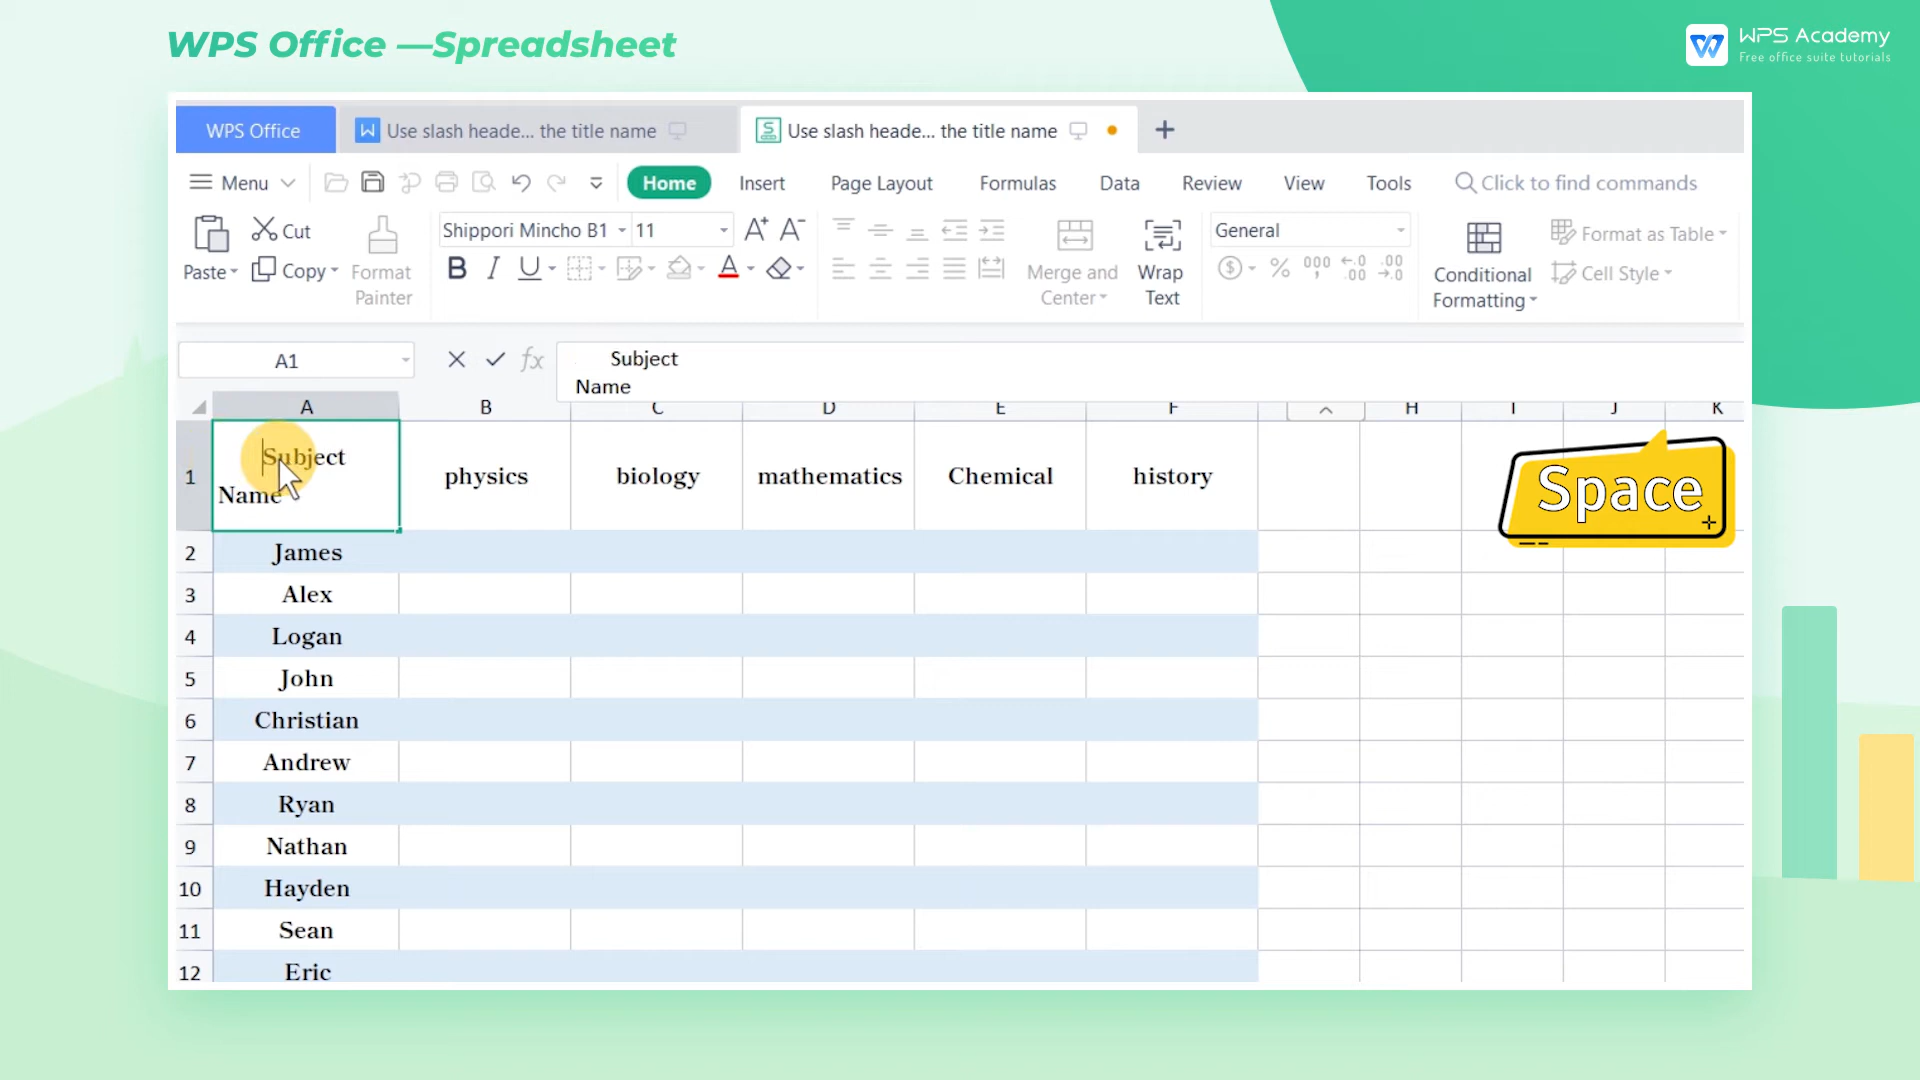 WPS Office —Spreadsheet
WPS Academy
Free office suite tutorials
WPS Office
Use slash heade... the title name
Use slash heade... the title name
Menu
Home
Insert
Page Layout
Formulas
Data
Review
View
Tools
Click to find commands
Paste
Cut
Copy
Format
Painter
Shippori Mincho B1
11
Merge and
Center
Wrap
Text
General
Conditional
Formatting
Format as Table
Cell Style
A1
fx
Subject
Name
A B C D E F H I J K
1
Subject
Name
physics
biology
mathematics
Chemical
history
Space
2 James
3 Alex
4 Logan
5 John
6 Christian
7 Andrew
8 Ryan
9 Nathan
10 Hayden
11 Sean
12 Eric